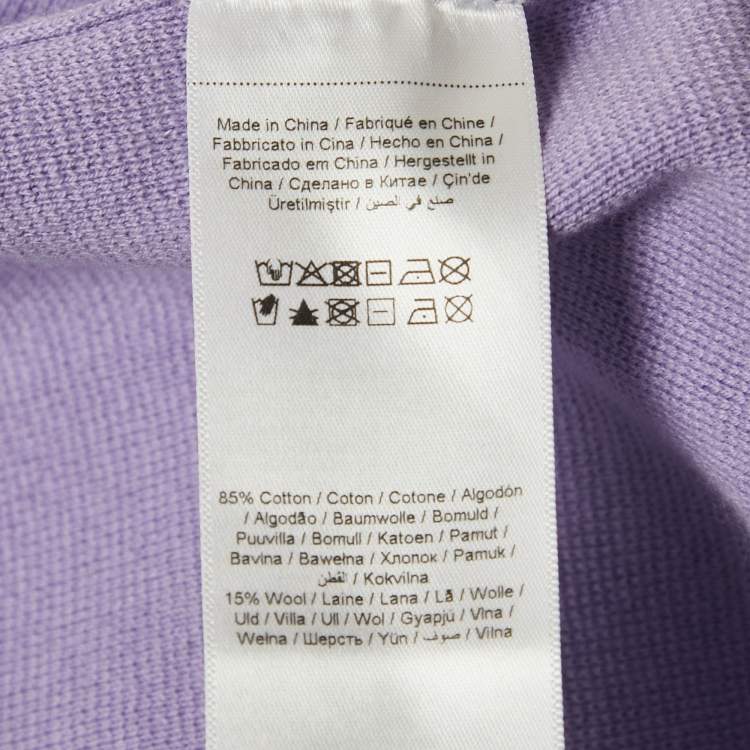 Made in China / Fabriqué en Chine /
Fabbricato in Cina / Hecho en China /
Fabricado em China / Hergestellt in
China / Сделано в Китае / Çin'de
Üretilmiştir / صنع في الصين
85% Cotton / Coton / Cotone / Algodón
/ Algodão / Baumwolle / Bomuld /
Puuvilla / Bomull / Katoen / Pamut /
Bavlna / Bawełna / Хлопок / Pamuk /
القطن / Kokvilna
15% Wool / Laine / Lana / Lã / Wolle /
Uld / Villa / Ull / Wol / Gyapjú / Vlna /
Wełna / Шерсть / Yün / صوف / Vilna